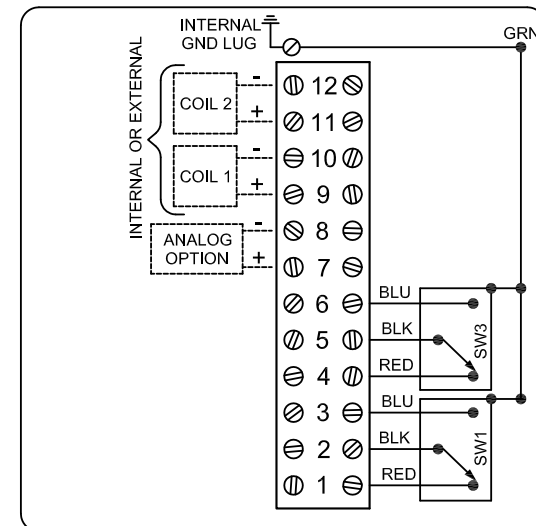 INTERNAL
GND LUG
GRN
INTERNAL OR EXTERNAL
COIL 2
-
+
COIL 1
-
+
ANALOG
OPTION
-
+
12
11
10
9
8
7
6
5
4
3
2
1
BLU
BLK
RED
SW3
BLU
BLK
RED
SW1